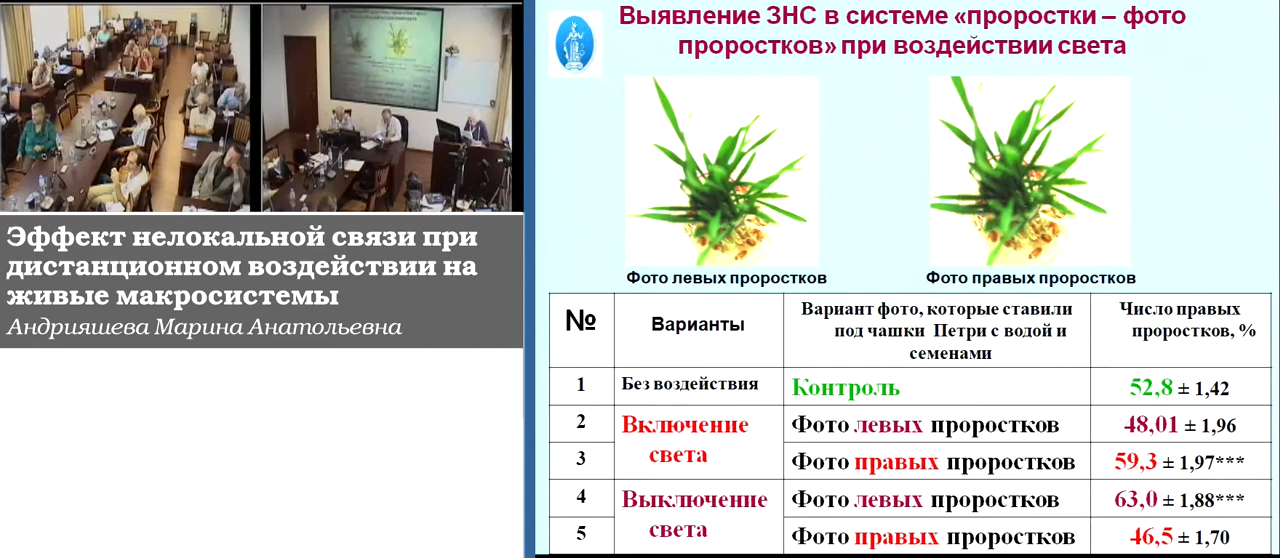 Эффект нелокальной связи при
дистанционном воздействии на
живые макросистемы
Андрияшева Марина Анатольевна
Выявление ЗНС в системе «проростки – фото
проростков» при воздействии света
Фото левых проростков
Фото правых проростков
№
Варианты
Вариант фото, которые ставили
под чашки Петри с водой и
семенами
Число правых
проростков, %
1
Без воздействия
Контроль
52,8 ± 1,42
2
Включение
света
Фото левых проростков
48,01 ± 1,96
3
Фото правых проростков
59,3 ± 1,97***
4
Выключение
света
Фото левых проростков
63,0 ± 1,88***
5
Фото правых проростков
46,5 ± 1,70